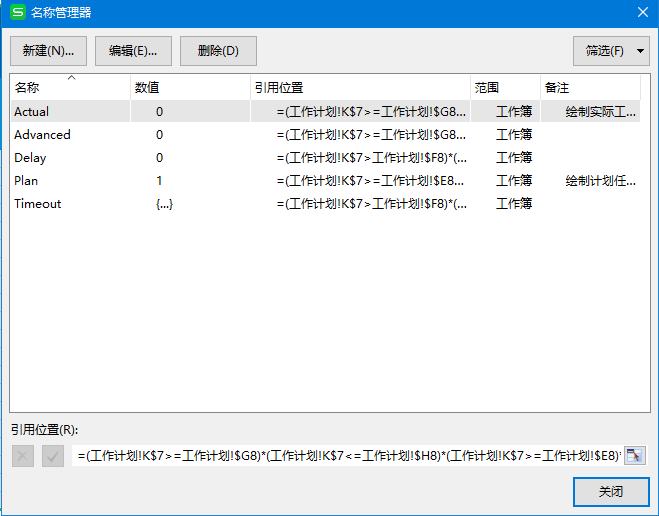 名称管理器
新建(N)... 编辑(E)... 删除(D) 筛选(F)
名称 数值 引用位置 范围 备注
Actual 0 =(工作计划!K$7>=工作计划!$G8... 工作簿 绘制实际工...
Advanced 0 =(工作计划!K$7>=工作计划!$G8... 工作簿
Delay 0 =(工作计划!K$7>工作计划!$F8)*(... 工作簿
Plan 1 =(工作计划!K$7>=工作计划!$E8... 工作簿 绘制计划任...
Timeout {...} =(工作计划!K$7>工作计划!$F8)*(... 工作簿
引用位置(R):
=(工作计划!K$7>=工作计划!$G8)*(工作计划!K$7<=工作计划!$H8)*(工作计划!K$7>=工作计划!$E8)*
关闭